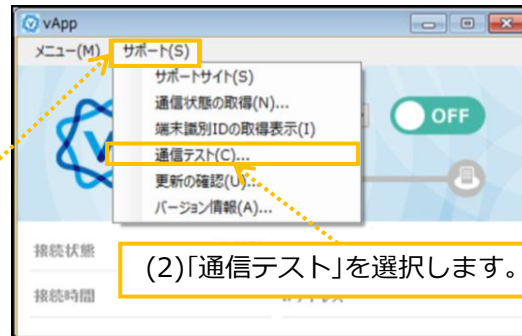 vApp
メニュー(M) サポート(S)
サポートサイト(S)
通信状態の取得(N)...
端末識別IDの取得表示(I)
通信テスト(C)...
更新の確認(U)...
バージョン情報(A)...
OFF
接続状態
(2)「通信テスト」を選択します。
接続時間